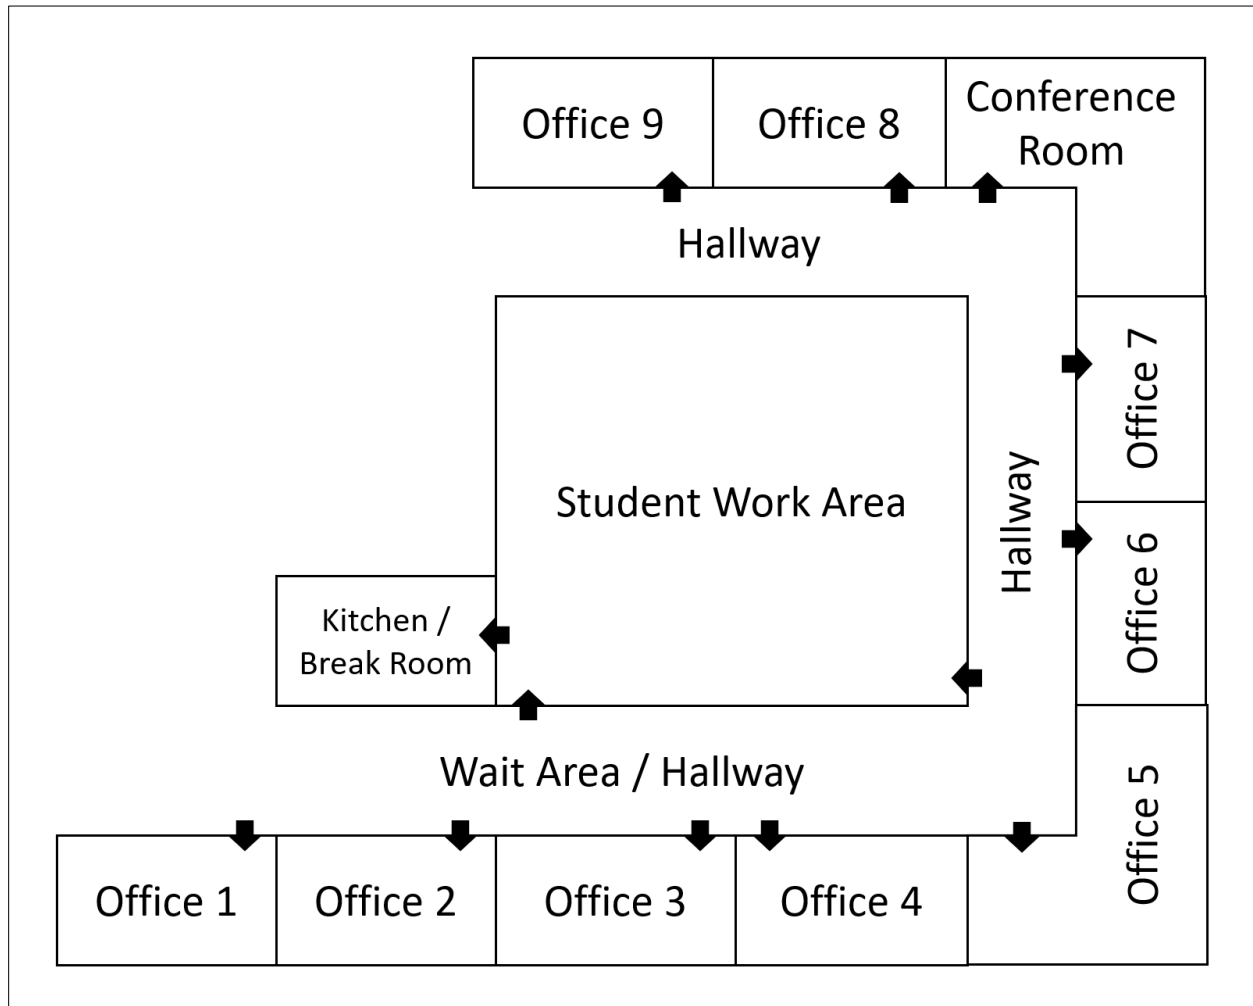 Office 9
Office 8
Conference
Room
Hallway
Office 7
Student Work Area
Hallway
Office 6
Kitchen /
Break Room
Wait Area / Hallway
Office 5
Office 1
Office 2
Office 3
Office 4